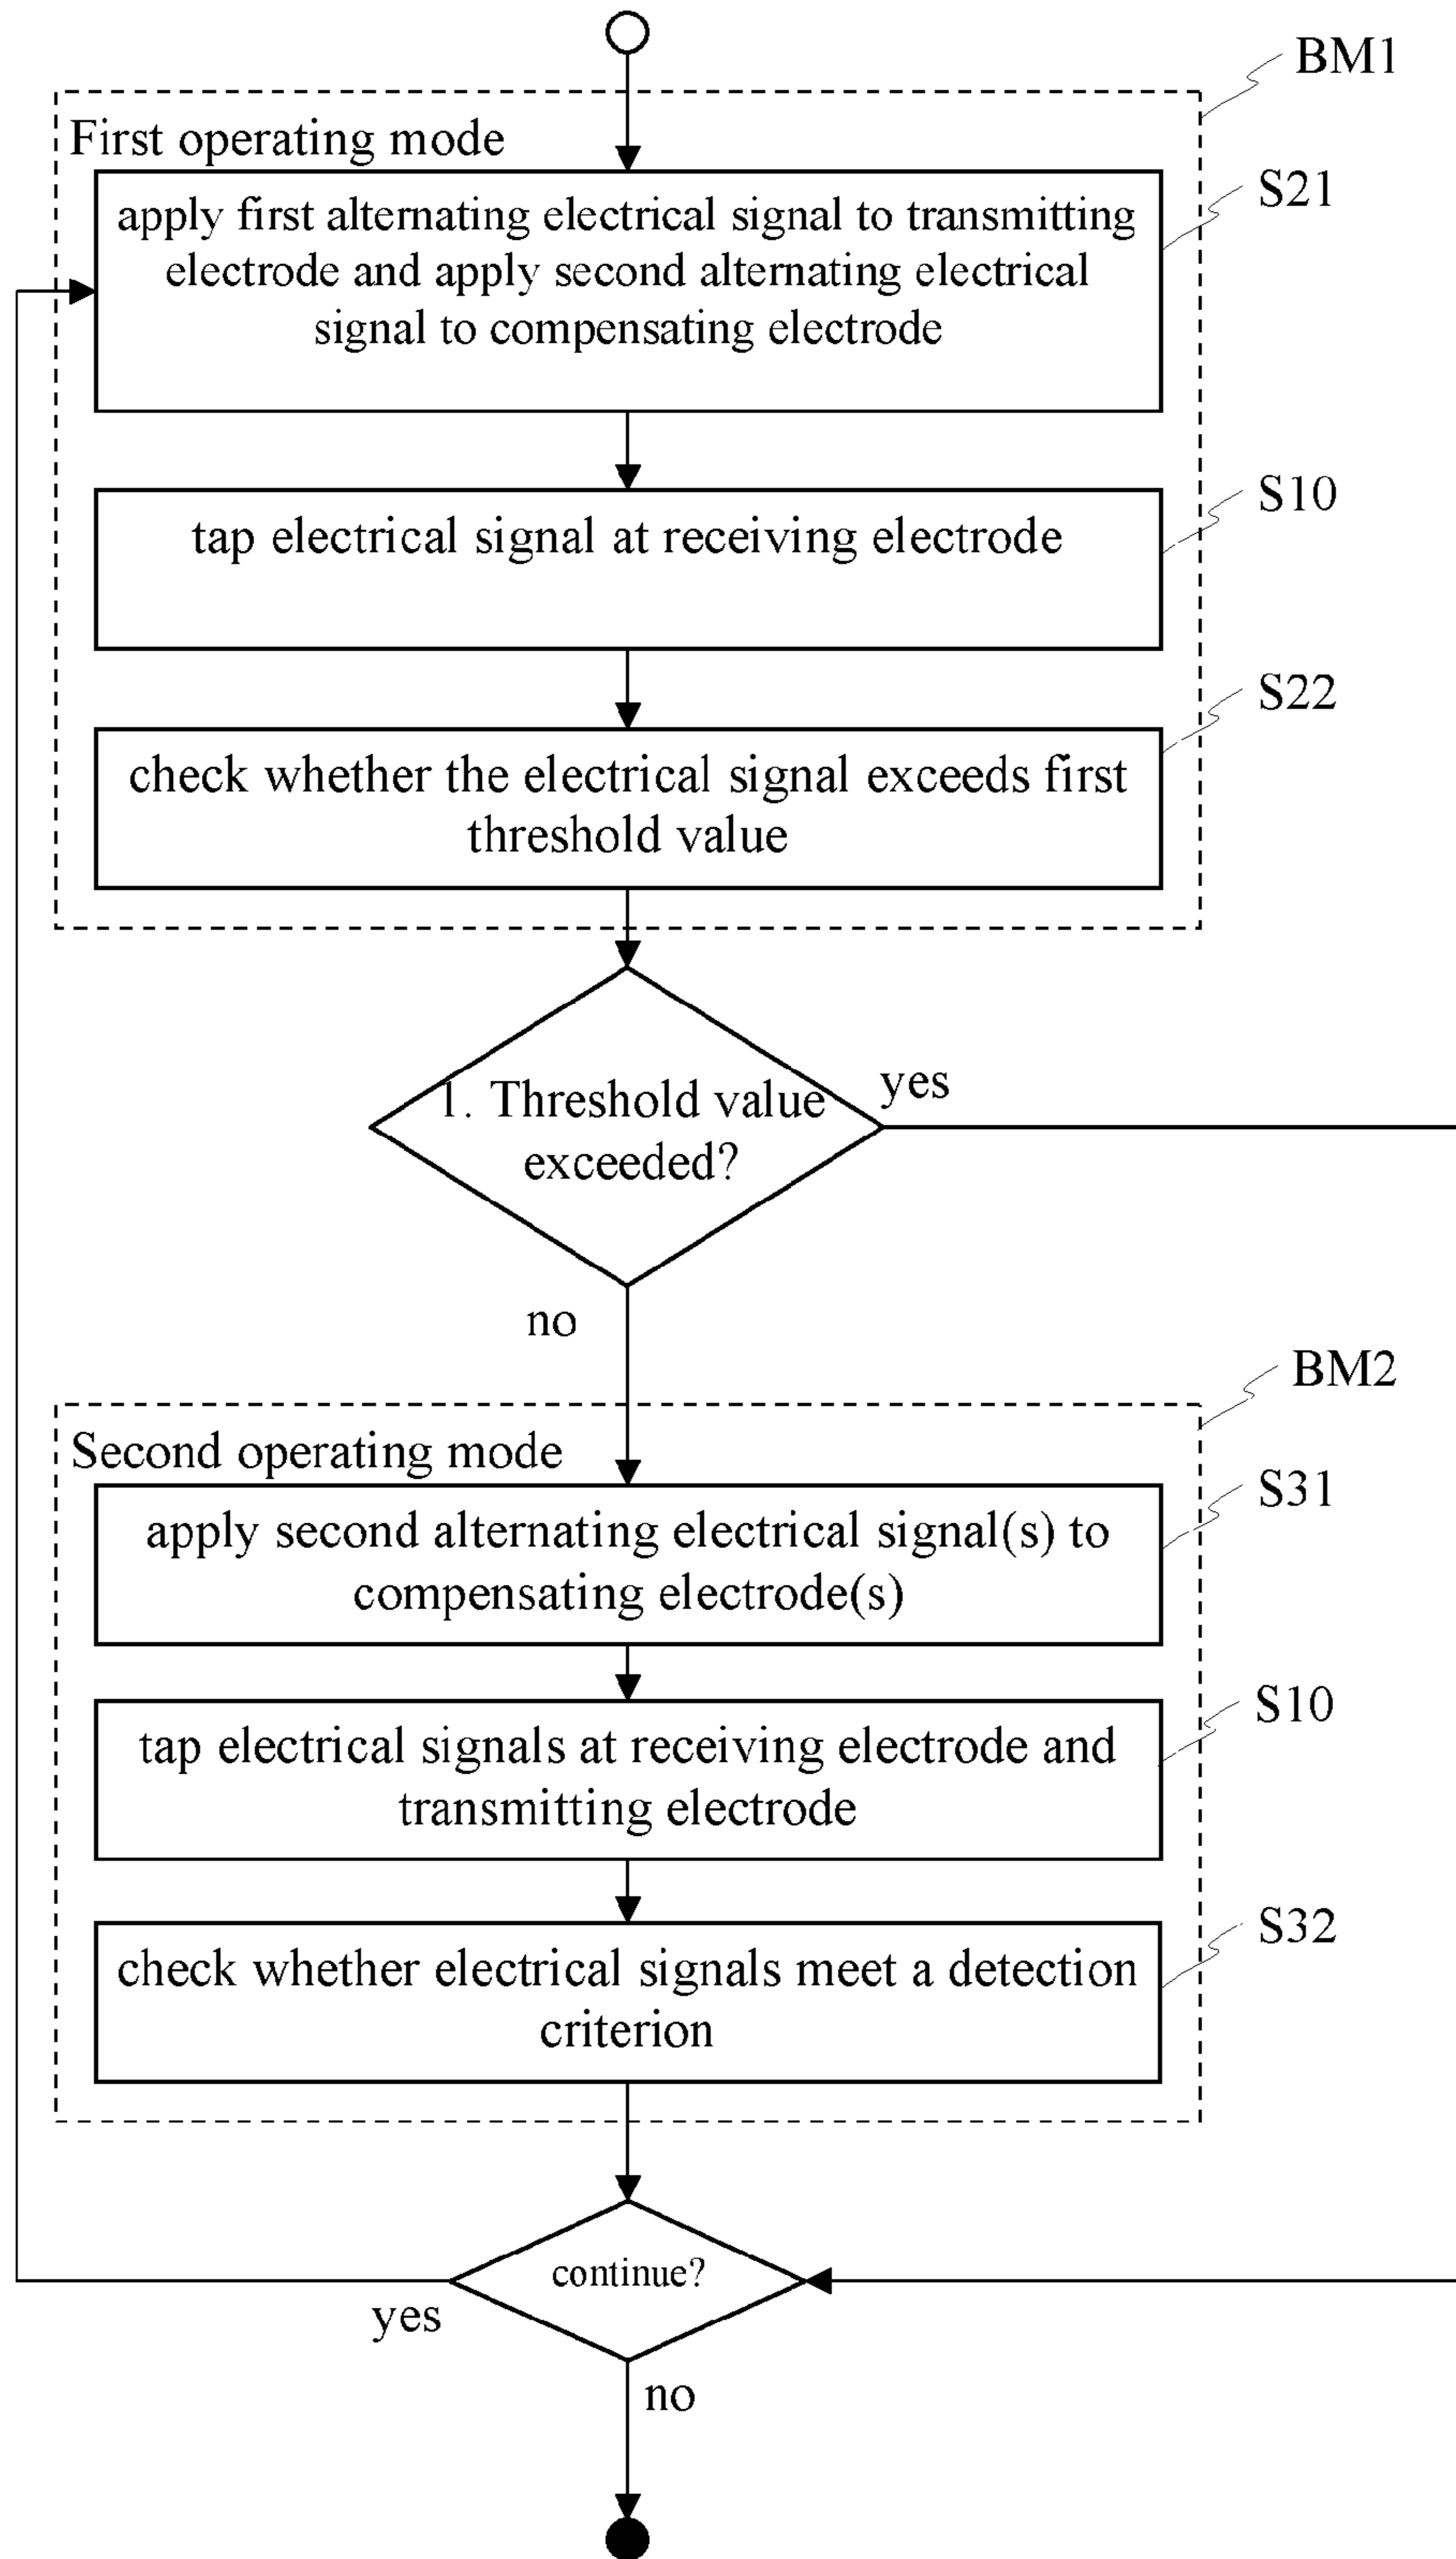 BM1
First operating mode
S21
apply first alternating electrical signal to transmitting
electrode and apply second alternating electrical
signal to compensating electrode
S10
tap electrical signal at receiving electrode
S22
check whether the electrical signal exceeds first
threshold value
1. Threshold value
exceeded?
yes
no
BM2
Second operating mode
S31
apply second alternating electrical signal(s) to
compensating electrode(s)
S10
tap electrical signals at receiving electrode and
transmitting electrode
S32
check whether electrical signals meet a detection
criterion
continue?
yes
no